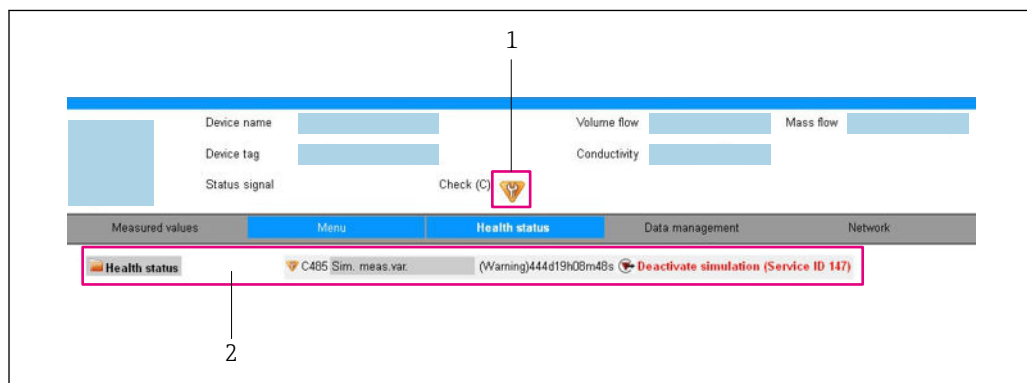 1
Device name
Volume flow
Mass flow
Device tag
Conductivity
Status signal
Check (C)
Measured values
Menu
Health status
Data management
Network
Health status
C485 Sim. meas.var.
(Warning)444d19h08m48s
Deactivate simulation (Service ID 147)
2